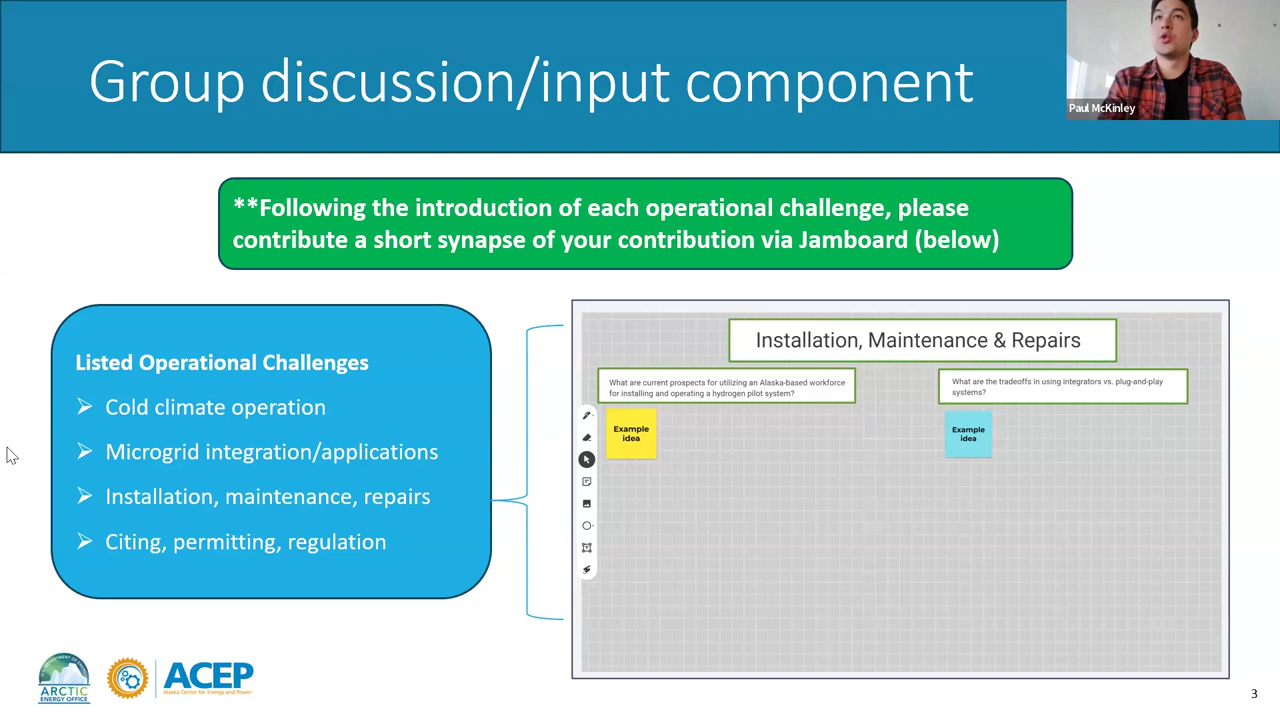 Group discussion/input component
Paul McKinley
**Following the introduction of each operational challenge, please
contribute a short synapse of your contribution via Jamboard (below)
Listed Operational Challenges
Cold climate operation
Microgrid integration/applications
Installation, maintenance, repairs
Citing, permitting, regulation
Installation, Maintenance & Repairs
What are current prospects for utilizing an Alaska-based workforce
for installing and operating a hydrogen pilot system?
What are the tradeoffs in using integrators vs. plug-and-play
systems?
Example
idea
Example
idea
ARCTIC
ENERGY OFFICE
ACEP
Alaska Center for Energy and Power
3